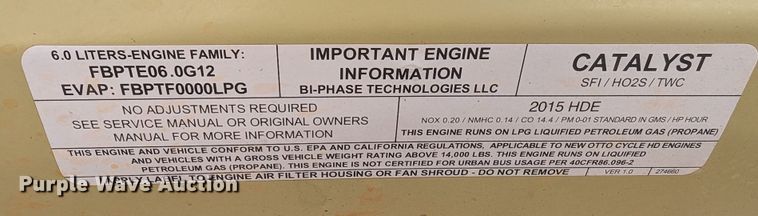 6.0 LITERS-ENGINE FAMILY:
FBPTE06.0G12
EVAP: FBPTF0000LPG
IMPORTANT ENGINE
INFORMATION
BI-PHASE TECHNOLOGIES LLC
CATALYST
SFI / HO2S / TWC
NO ADJUSTMENTS REQUIRED
SEE SERVICE MANUAL OR ORIGINAL OWNERS
MANUAL FOR MORE INFORMATION
2015 HDE
NOX 0.20 / NMHC 0.14 / CO 14.4 / PM 0-01 STANDARD IN GMS / HP HOUR
THIS ENGINE RUNS ON LPG LIQUIFIED PETROLEUM GAS (PROPANE)
THIS ENGINE AND VEHICLE CONFORM TO U.S. EPA AND CALIFORNIA REGULATIONS, APPLICABLE TO NEW OTTO CYCLE HD ENGINES
AND VEHICLES WITH A GROSS VEHICLE WEIGHT RATING ABOVE 14,000 LBS. THIS ENGINE RUNS ON LIQUIFIED
PETROLEUM GAS (PROPANE). THIS ENGINE IS NOT CERTIFIED FOR URBAN BUS USAGE PER 40CFR86.096-2
APPLY LABEL TO ENGINE AIR FILTER HOUSING OR FAN SHROUD - DO NOT REMOVE
VER 1.0
274660
Purple Wave Auction